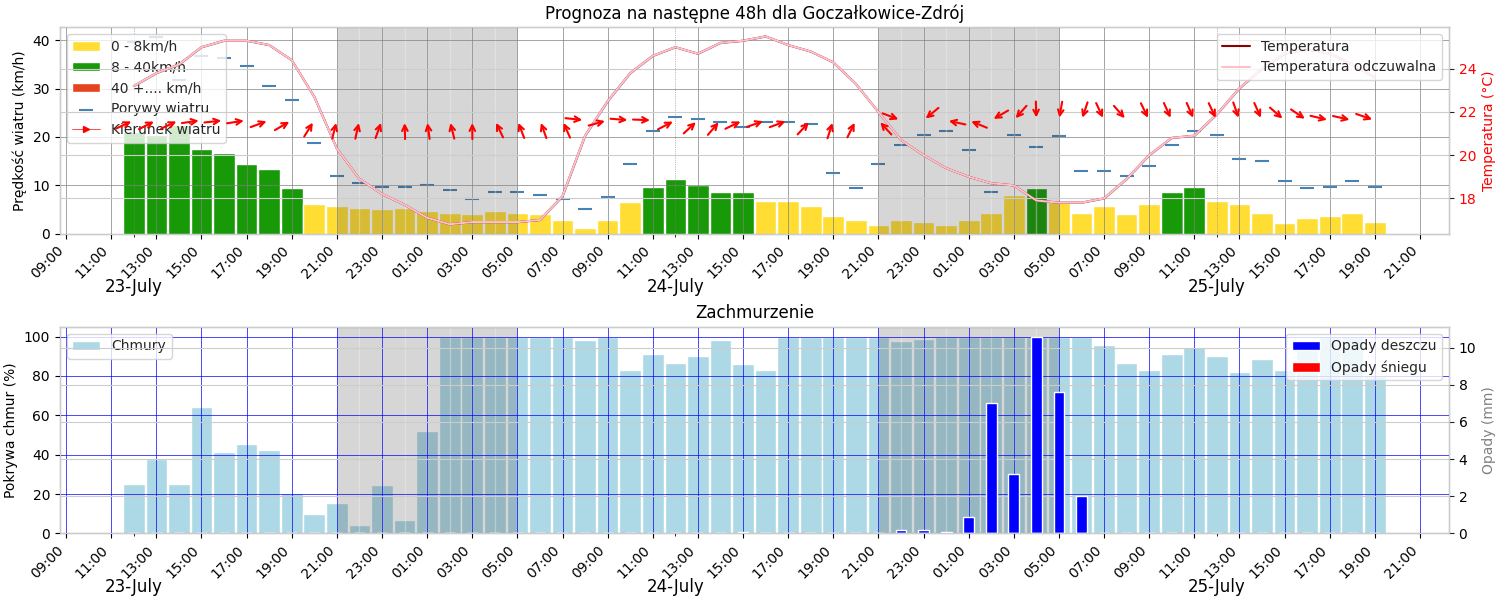 Prognoza na następne 48h dla Goczałkowice-Zdrój
Prędkość wiatru (km/h)
40
30
20
10
0
0 - 8km/h
8 - 40km/h
40 +.... km/h
Porywy wiatru
Kierunek wiatru
Temperatura
Temperatura odczuwalna
24
22
20
18
Temperatura (°C)
09:00 11:00 13:00 15:00 17:00 19:00 21:00 23:00 01:00 03:00 05:00 07:00 09:00 11:00 13:00 15:00 17:00 19:00 21:00 23:00 01:00 03:00 05:00 07:00 09:00 11:00 13:00 15:00 17:00 19:00 21:00
23-July 24-July 25-July
Zachmurzenie
Pokrywa chmur (%)
100
80
60
40
20
0
Chmury
Opady deszczu
Opady śniegu
10
8
6
4
2
0
Opady (mm)
09:00 11:00 13:00 15:00 17:00 19:00 21:00 23:00 01:00 03:00 05:00 07:00 09:00 11:00 13:00 15:00 17:00 19:00 21:00 23:00 01:00 03:00 05:00 07:00 09:00 11:00 13:00 15:00 17:00 19:00 21:00
23-July 24-July 25-July